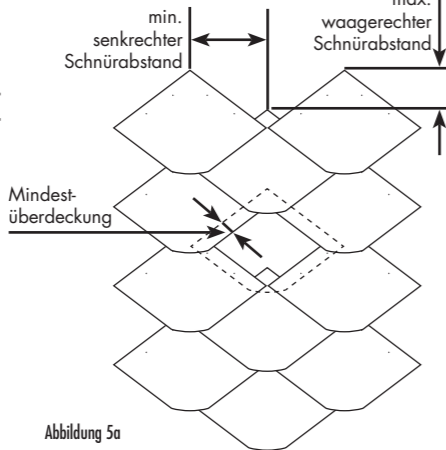 min.
senkrechter
Schnürabstand
max.
waagerechter
Schnürabstand
Mindest-
überdeckung
Abbildung 5a